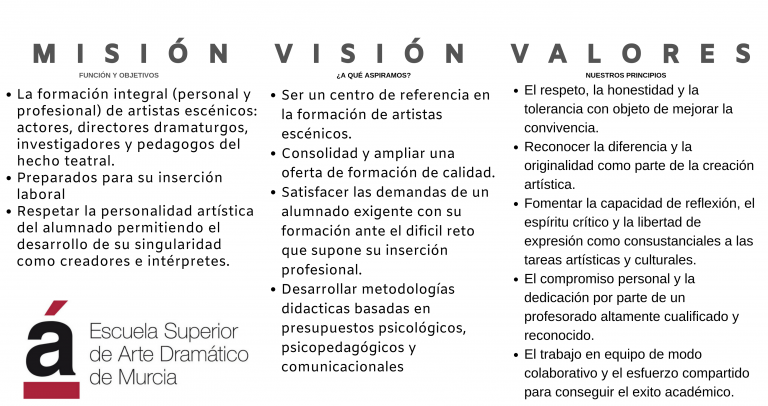 MISIÓN
FUNCIÓN Y OBJETIVOS
• La formación integral (personal y
profesional) de artistas escénicos:
actores, directores dramaturgos,
investigadores y pedagogos del
hecho teatral.
• Preparados para su inserción
laboral
• Respetar la personalidad artística
del alumnado permitiendo el
desarrollo de su singularidad
como creadores e intérpretes.
á
Escuela Superior
de Arte Dramático
de Murcia
VISIÓN
¿A QUÉ ASPIRAMOS?
• Ser un centro de referencia en
la formación de artistas
escénicos.
• Consolidad y ampliar una
oferta de formación de calidad.
• Satisfacer las demandas de un
alumnado exigente con su
formación ante el dificil reto
que supone su inserción
profesional.
• Desarrollar metodologías
didacticas basadas en
presupuestos psicológicos,
psicopedagógicos y
comunicacionales
VALORES
NUESTROS PRINCIPIOS
• El respeto, la honestidad y la
tolerancia con objeto de mejorar la
convivencia.
• Reconocer la diferencia y la
originalidad como parte de la creación
artística.
• Fomentar la capacidad de reflexión, el
espíritu crítico y la libertad de
expresión como consustanciales a las
tareas artísticas y culturales.
• El compromiso personal y la
dedicación por parte de un
profesorado altamente cualificado y
reconocido.
• El trabajo en equipo de modo
colaborativo y el esfuerzo compartido
para conseguir el exito académico.